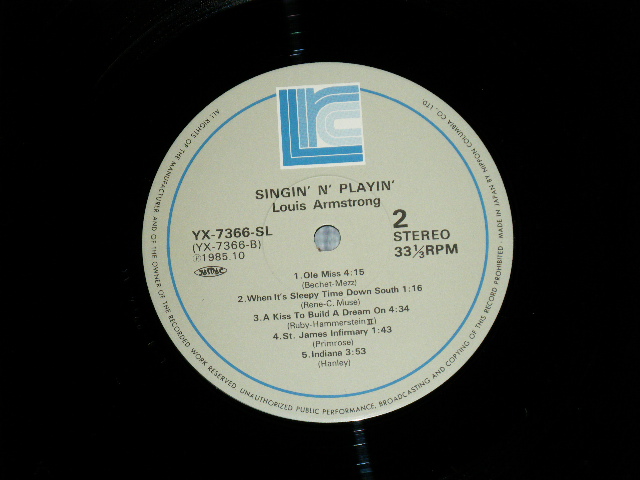 lrc
SINGIN' N' PLAYIN'
Louis Armstrong
YX-7366-SL
(YX-7366-B)
Ⓟ1985.10
JASRAC
2
STEREO
33⅓RPM
1.Ole Miss 4:15
(Bechet-Mezz)
2.When It's Sleepy Time Down South 1:16
(Rene-C. Muse)
3.A Kiss To Build A Dream On 4:34
(Ruby-Hammerstein II)
4.St. James Infirmary 1:43
(Primrose)
5.Indiana 3:53
(Hanley)
ALL RIGHTS OF THE MANUFACTURER AND OF THE OWNER OF THE RECORDED WORK RESERVED. UNAUTHORIZED PUBLIC PERFORMANCE, BROADCASTING AND COPYING OF THIS RECORD PROHIBITED · MADE IN JAPAN BY NIPPON COLUMBIA CO., LTD.